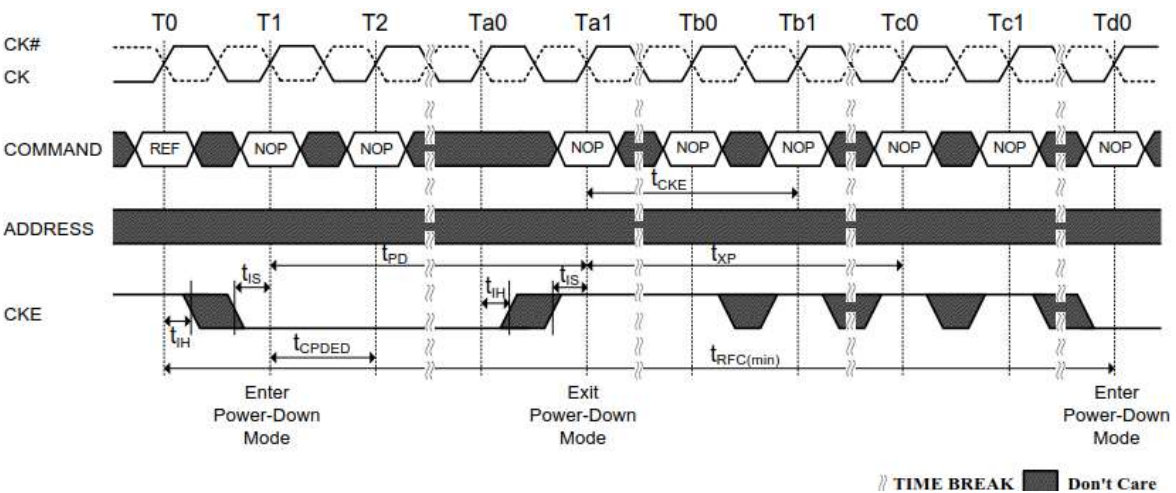 T0 T1 T2 Ta0 Ta1 Tb0 Tb1 Tc0 Tc1 Td0
CK#
CK
COMMAND REF NOP NOP NOP NOP NOP NOP NOP NOP
tCKE
ADDRESS
tPD tXP
tIS tIH tIS
CKE
tIH tCPDED tRFC(min)
Enter Exit Enter
Power-Down Power-Down Power-Down
Mode Mode Mode
TIME BREAK Don't Care